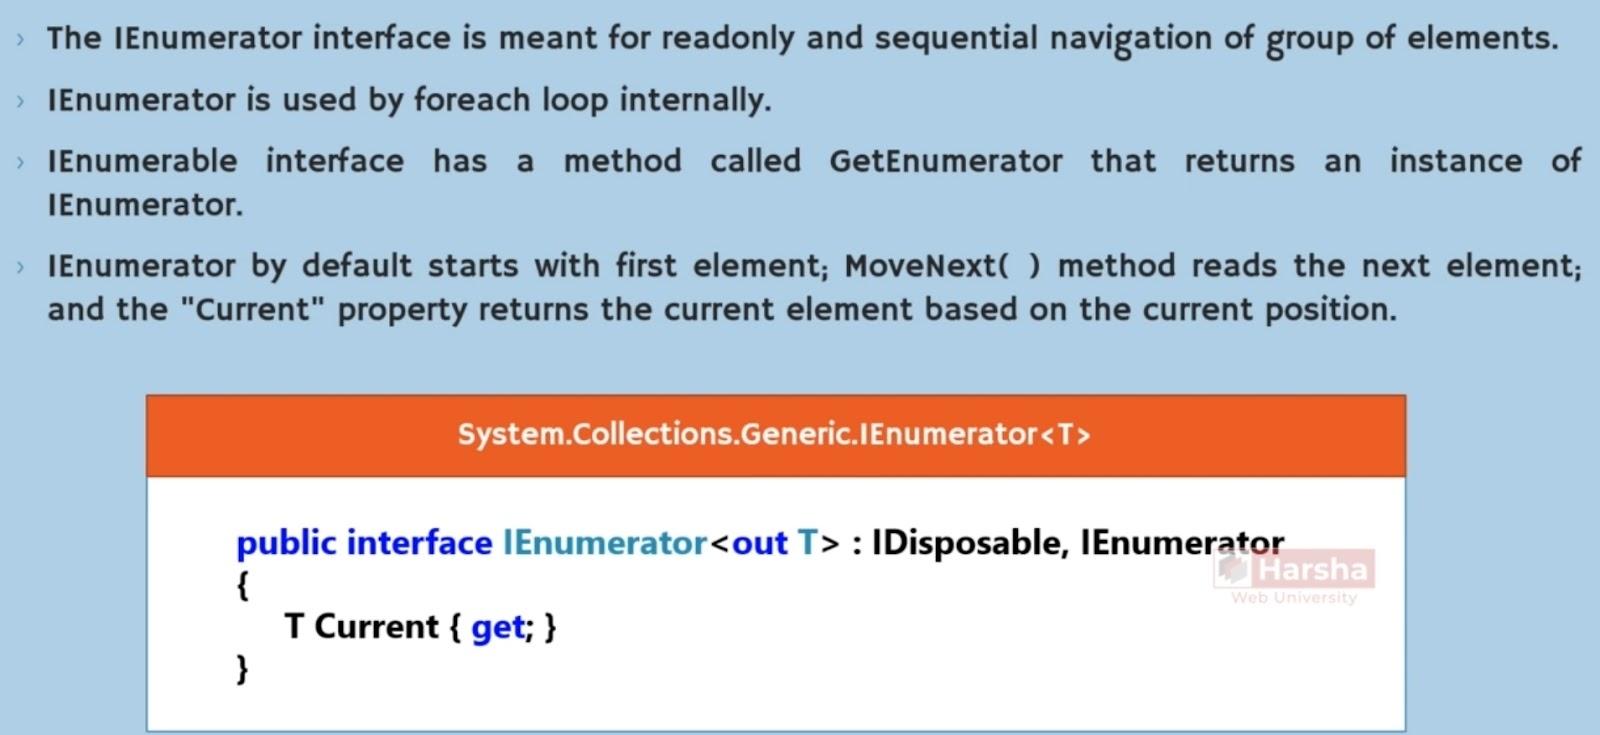 › The IEnumerator interface is meant for readonly and sequential navigation of group of elements.
› IEnumerator is used by foreach loop internally.
› IEnumerable interface has a method called GetEnumerator that returns an instance of
IEnumerator.
› IEnumerator by default starts with first element; MoveNext( ) method reads the next element;
and the "Current" property returns the current element based on the current position.
System.Collections.Generic.IEnumerator<T>
public interface IEnumerator<out T> : IDisposable, IEnumerator
{
T Current { get; }
}
Harsha
Web University